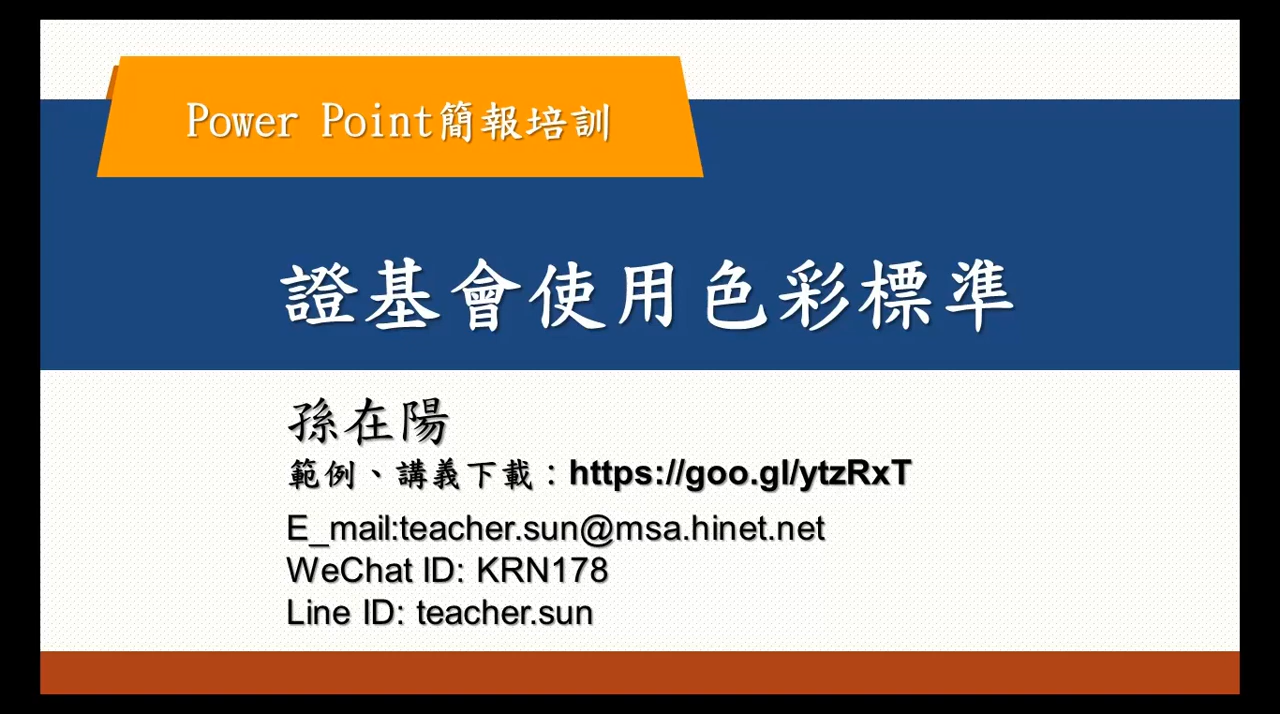 Power Point簡報培訓
證基會使用色彩標準
孫在陽
範例、講義下載：https://goo.gl/ytzRxT
E_mail:teacher.sun@msa.hinet.net
WeChat ID: KRN178
Line ID: teacher.sun